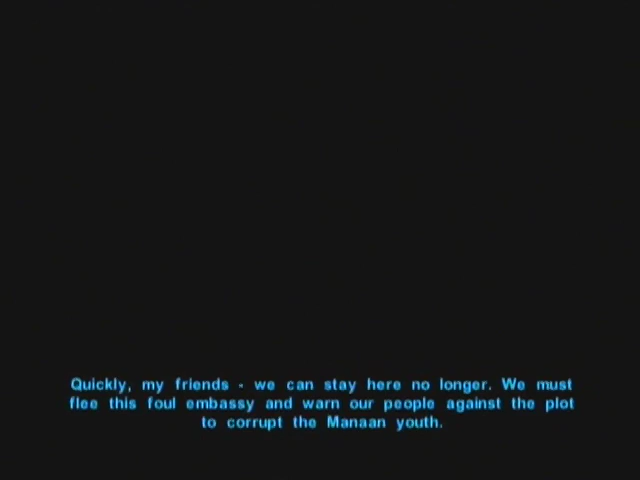 Quickly, my friends - we can stay here no longer. We must
flee this foul embassy and warn our people against the plot
to corrupt the Manaan youth.